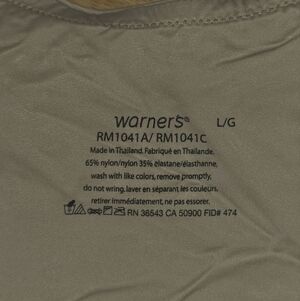 warner's® L/G
RM1041A/ RM1041C
Made in Thailand. Fabriqué en Thaïlande.
65% nylon/nylon 35% elastane/élasthanne.
wash with like colors, remove promptly,
do not wring. laver en séparant les couleurs.
retirer immédiatement, ne pas essorer.
RN 36543 CA 50900 FID# 474